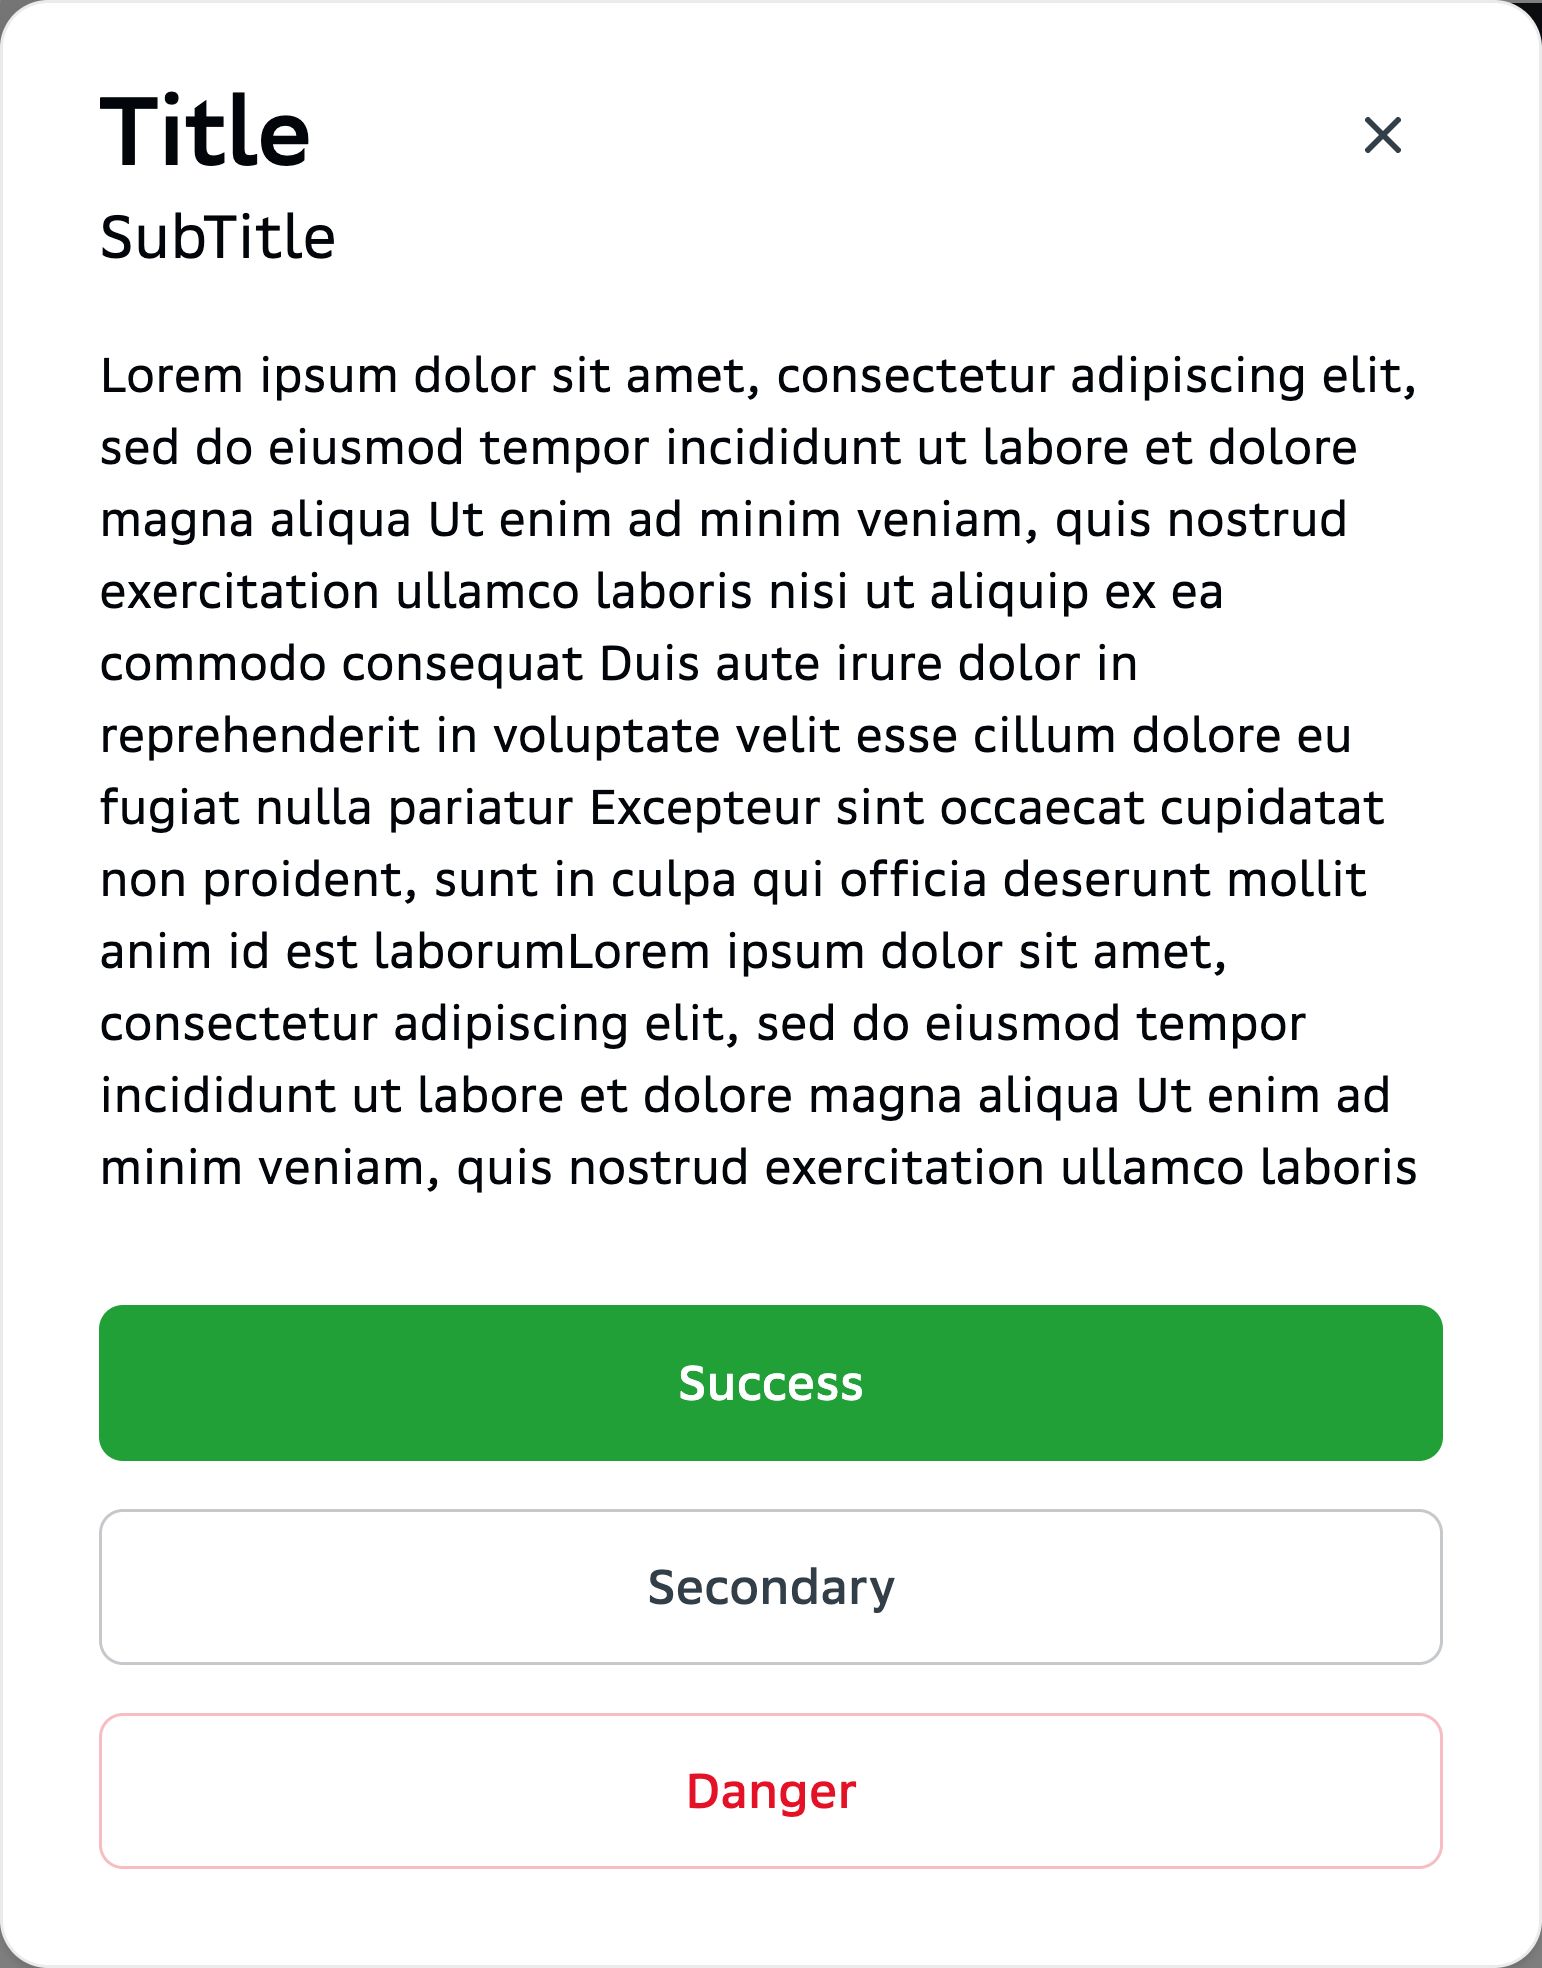 Title
SubTitle
Lorem ipsum dolor sit amet, consectetur adipiscing elit,
sed do eiusmod tempor incididunt ut labore et dolore
magna aliqua Ut enim ad minim veniam, quis nostrud
exercitation ullamco laboris nisi ut aliquip ex ea
commodo consequat Duis aute irure dolor in
reprehenderit in voluptate velit esse cillum dolore eu
fugiat nulla pariatur Excepteur sint occaecat cupidatat
non proident, sunt in culpa qui officia deserunt mollit
anim id est laborumLorem ipsum dolor sit amet,
consectetur adipiscing elit, sed do eiusmod tempor
incididunt ut labore et dolore magna aliqua Ut enim ad
minim veniam, quis nostrud exercitation ullamco laboris
Success
Secondary
Danger